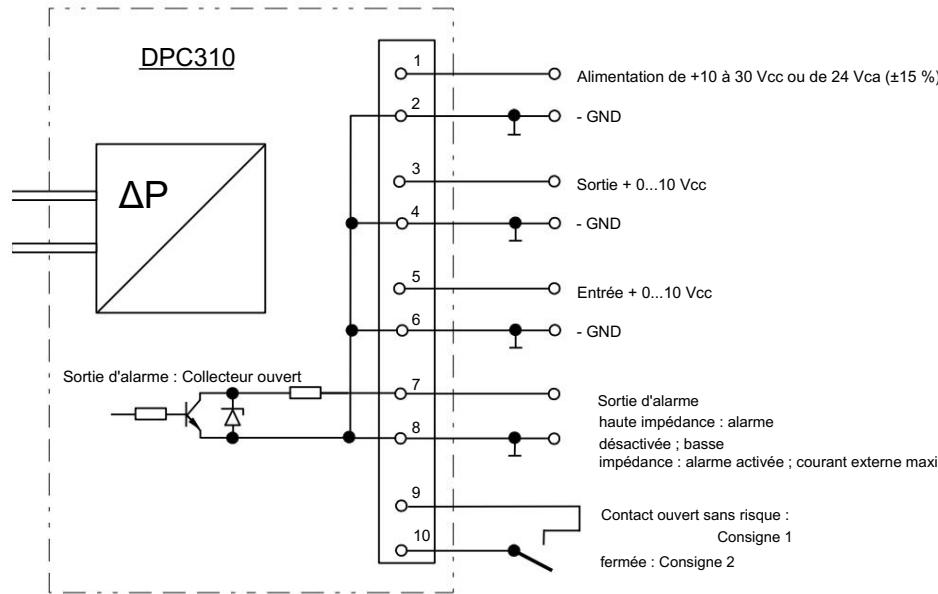 DPC310
ΔP
1
Alimentation de +10 à 30 Vcc ou de 24 Vca (±15 %)
2
- GND
3
Sortie + 0...10 Vcc
4
- GND
5
Entrée + 0...10 Vcc
6
- GND
Sortie d'alarme : Collecteur ouvert
7
8
Sortie d'alarme
haute impédance : alarme
désactivée ; basse
impédance : alarme activée ; courant externe maxi
9
10
Contact ouvert sans risque :
Consigne 1
fermée : Consigne 2